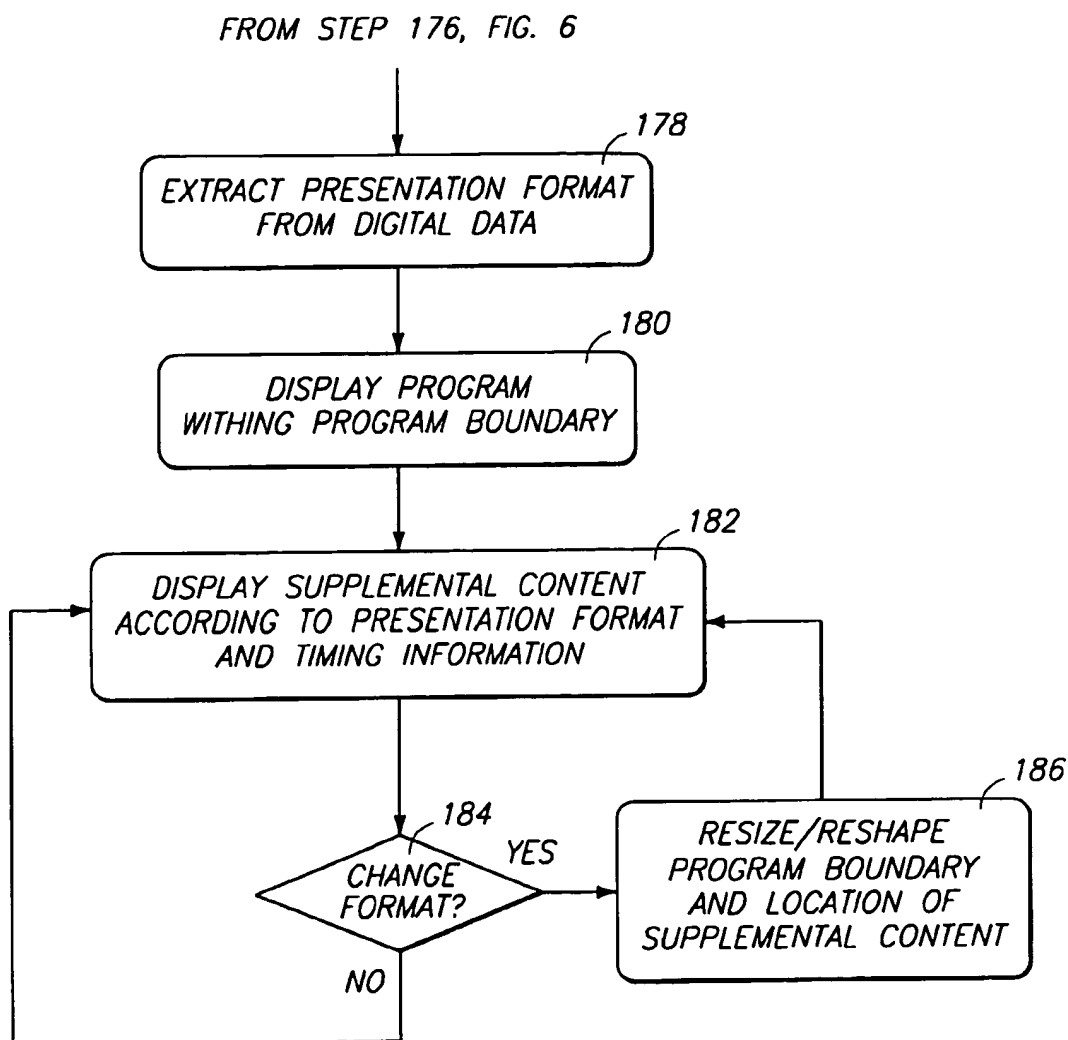 FROM STEP 176, FIG. 6
178
EXTRACT PRESENTATION FORMAT
FROM DIGITAL DATA
180
DISPLAY PROGRAM
WITHING PROGRAM BOUNDARY
182
DISPLAY SUPPLEMENTAL CONTENT
ACCORDING TO PRESENTATION FORMAT
AND TIMING INFORMATION
184
CHANGE
FORMAT?
YES
NO
186
RESIZE/RESHAPE
PROGRAM BOUNDARY
AND LOCATION OF
SUPPLEMENTAL CONTENT